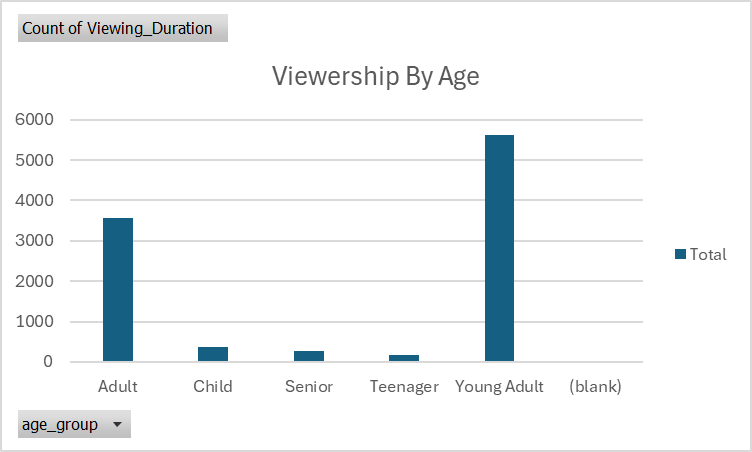 Count of Viewing_Duration
Viewership By Age
6000
5000
4000
3000
2000
1000
0
Adult Child Senior Teenager Young Adult (blank)
Total
age_group